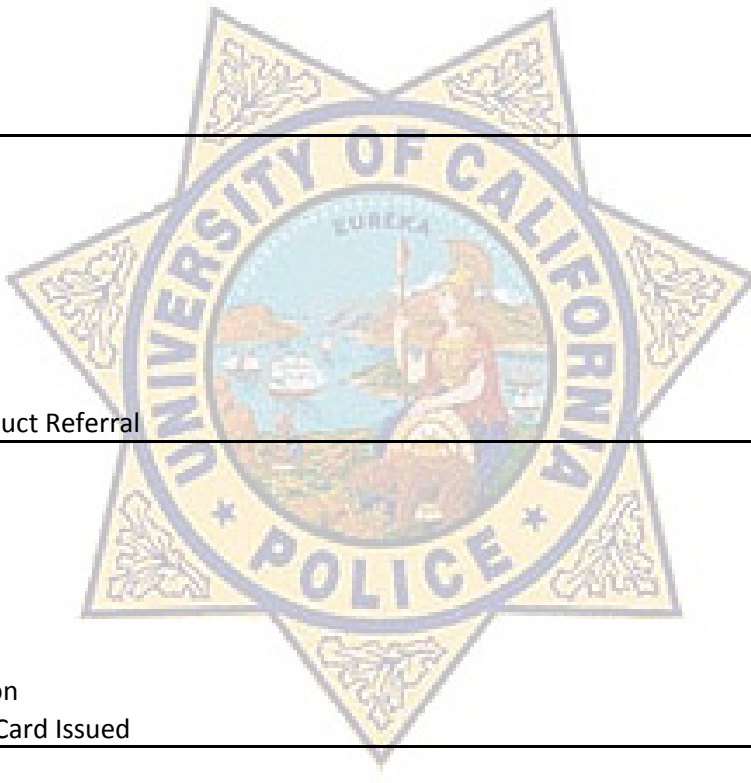 UNIVERSITY OF CALIFORNIA
EUREKA
uct Referral
POLICE
on
Card Issued